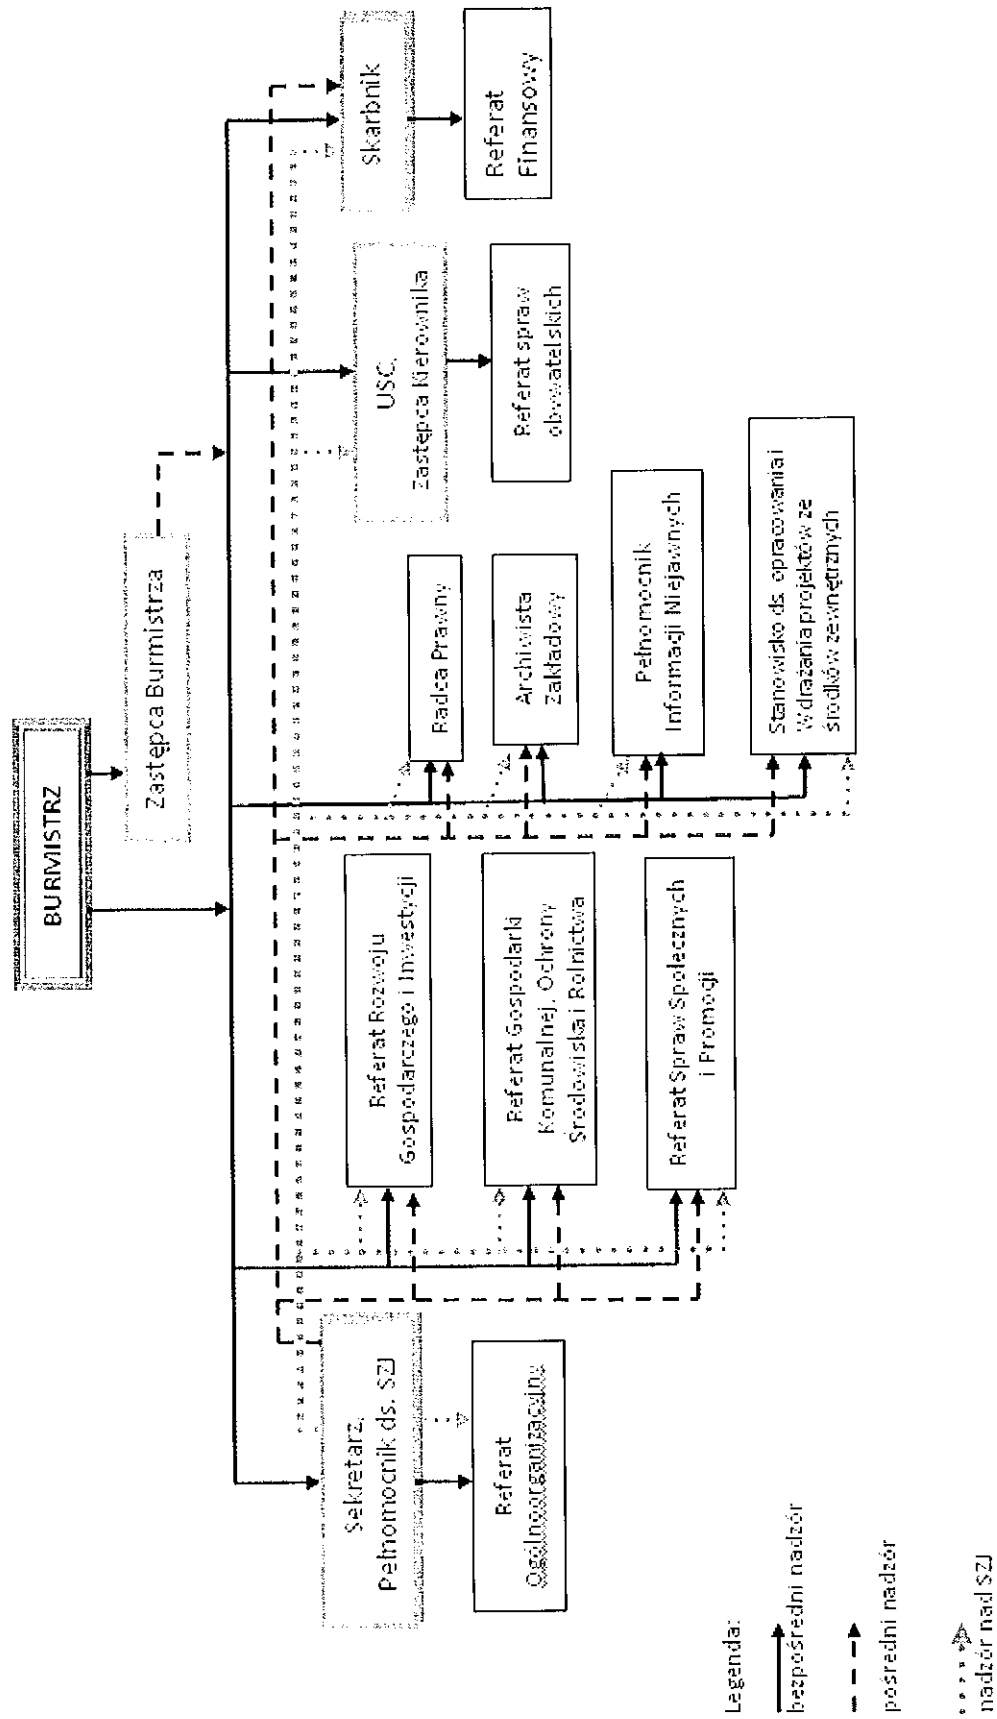 BURMISTRZ
Zastępca Burmistrza
Sekretarz,
Pełnomocnik ds. SZJ
Referat
Ogólnoorganizacyjny
Referat Rozwoju
Gospodarczego i Inwestycji
Referat Gospodarki
Komunalnej, Ochrony
Środowiska i Rolnictwa
Referat Spraw Społecznych
i Promocji
Radca Prawny
Archiwista
Zakładowy
Pełnomocnik
Informacji Niejawnych
Stanowisko ds. opracowania i
Wdrażania projektów ze
środków zewnętrznych
USC,
Zastępca Kierownika
Referat spraw
obywatelskich
Skarbnik
Referat
Finansowy
Legenda:
bezpośredni nadzór
pośredni nadzór
nadzór nad SZJ